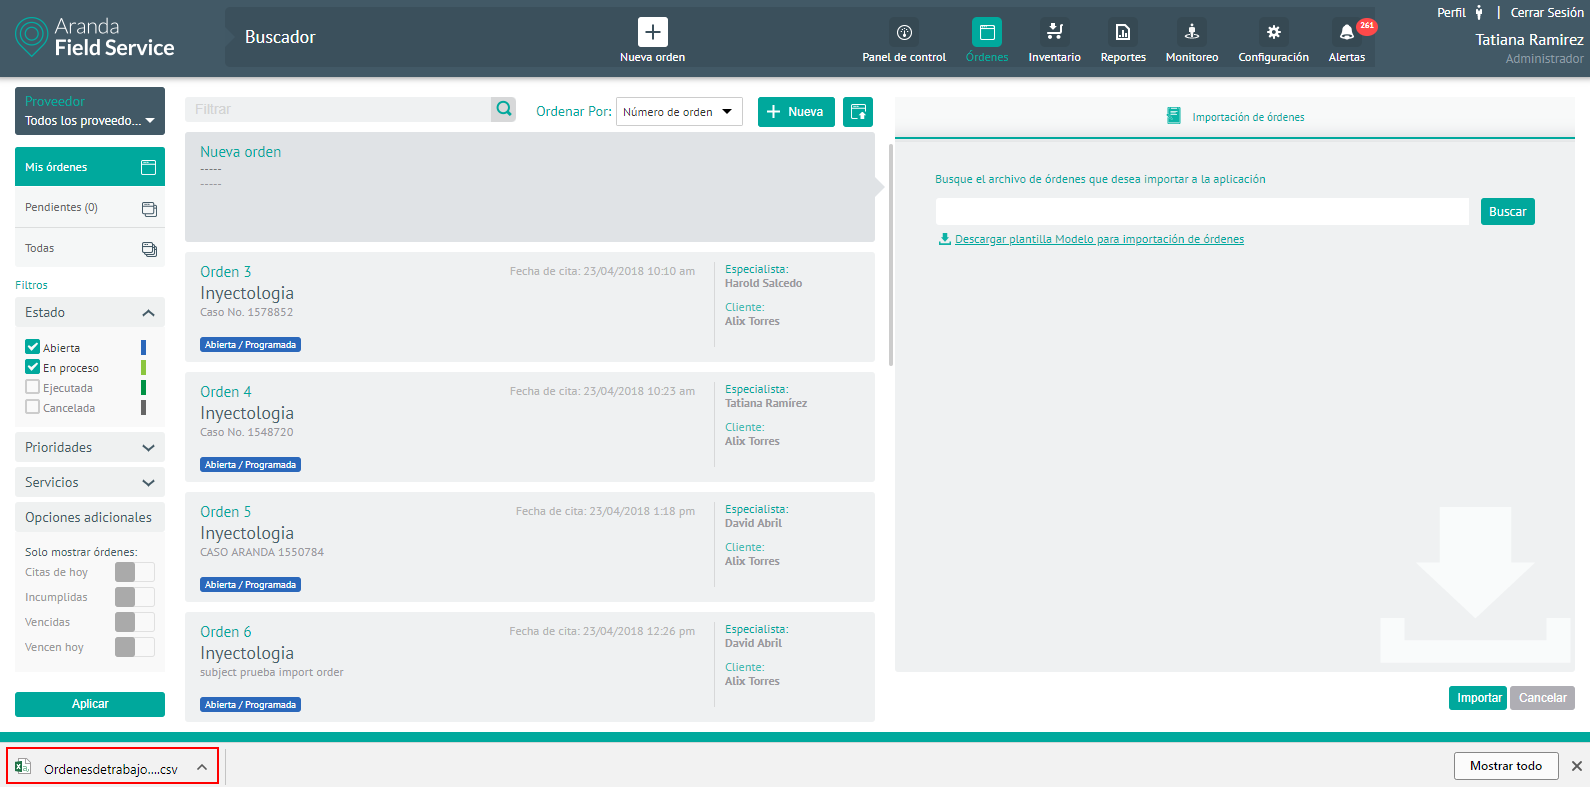 Aranda
Field Service
Buscador
Nueva orden
Panel de control
Órdenes
Inventario
Reportes
Monitoreo
Configuración
Alertas
261
Perfil | Cerrar Sesión
Tatiana Ramirez
Administrador
Proveedor
Todos los proveedo...
Mis órdenes
Pendientes (0)
Todas
Filtros
Estado
Abierta
En proceso
Ejecutada
Cancelada
Prioridades
Servicios
Opciones adicionales
Solo mostrar órdenes:
Citas de hoy
Incumplidas
Vencidas
Vencen hoy
Aplicar
Filtrar
Ordenar Por:
Número de orden
Nueva
Nueva orden
-----
-----
Orden 3
Fecha de cita: 23/04/2018 10:10 am
Inyectologia
Caso No. 1578852
Abierta / Programada
Especialista:
Harold Salcedo
Cliente:
Alix Torres
Orden 4
Fecha de cita: 23/04/2018 10:23 am
Inyectologia
Caso No. 1548720
Abierta / Programada
Especialista:
Tatiana Ramírez
Cliente:
Alix Torres
Orden 5
Fecha de cita: 23/04/2018 1:18 pm
Inyectologia
CASO ARANDA 1550784
Abierta / Programada
Especialista:
David Abril
Cliente:
Alix Torres
Orden 6
Fecha de cita: 23/04/2018 12:26 pm
Inyectologia
subject prueba import order
Abierta / Programada
Especialista:
David Abril
Cliente:
Alix Torres
Importación de órdenes
Busque el archivo de órdenes que desea importar a la aplicación
Buscar
Descargar plantilla Modelo para importación de órdenes
Importar
Cancelar
Ordenesdetrabajo....csv
Mostrar todo